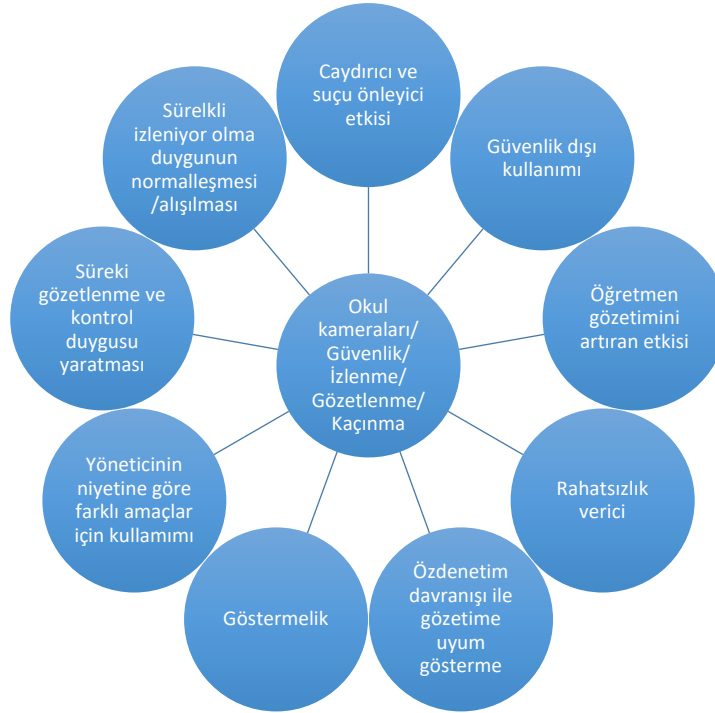 Caydırıcı ve
suçu önleyici
etkisi
Güvenlik dışı
kullanımı
Öğretmen
gözetimini
artıran etkisi
Rahatsızlık
verici
Özdenetim
davranışı ile
gözetime
uyum
gösterme
Göstermelik
Yöneticinin
niyetine göre
farklı amaçlar
için kullamımı
Süreki
gözetlenme ve
kontrol
duygusu
yaratması
Sürelkli
izleniyor olma
duygunun
normalleşmesi
/alışılması
Okul
kameraları/
Güvenlik/
İzlenme/
Gözetlenme/
Kaçınma